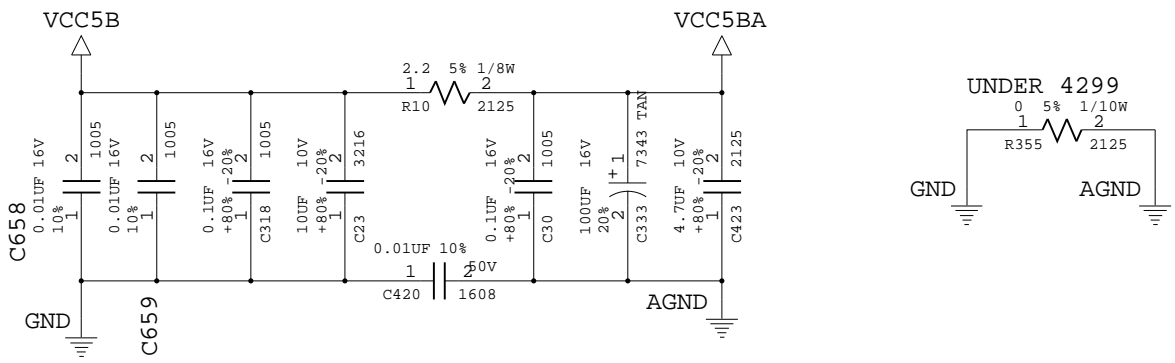 VCC5B
VCC5BA
2.2 5% 1/8W
1 2
R10 2125
UNDER 4299
0 5% 1/10W
1 2
R355 2125
GND
AGND
C658
0.01UF 16V
10%
1 2
1005
0.01UF 16V
10%
1 2
1005
C659
0.1UF 16V
+80% -20%
1 2
C318 1005
10UF 10V
+80% -20%
1 2
C23 3216
0.1UF 16V
+80% -20%
1 2
C30 1005
100UF 16V
20%
2 + 1
C333 7343 TAN
4.7UF 10V
+80% -20%
1 2
C423 2125
0.01UF 10%
50V
1 2
C420 1608
GND
AGND